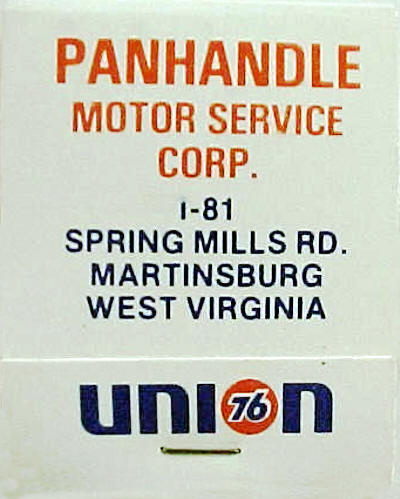 PANHANDLE
MOTOR SERVICE
CORP.
I-81
SPRING MILLS RD.
MARTINSBURG
WEST VIRGINIA
union 76